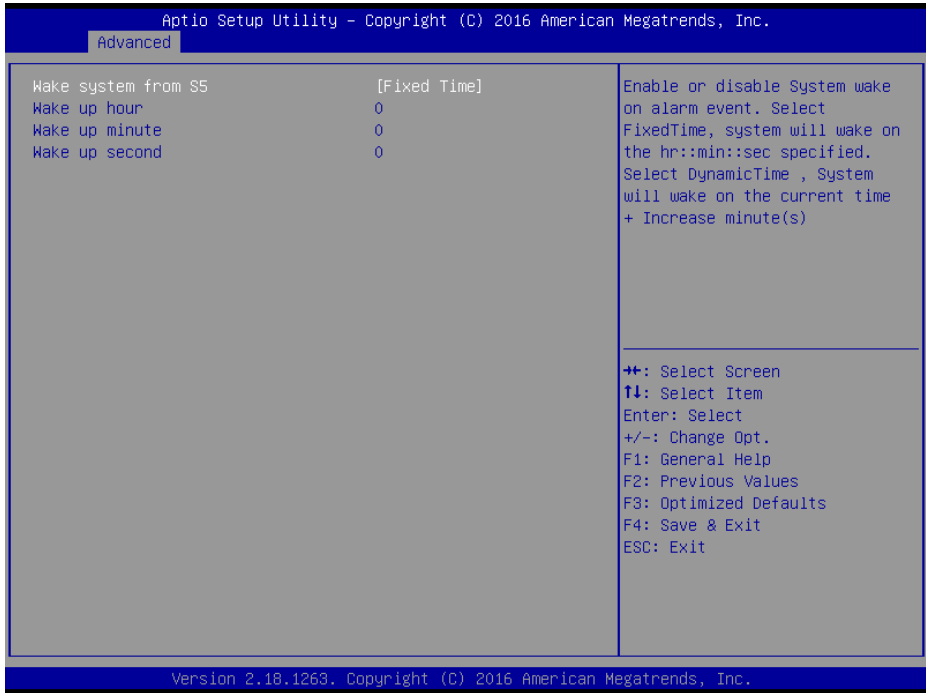 Aptio Setup Utility – Copyright (C) 2016 American Megatrends, Inc.
Advanced
Wake system from S5 [Fixed Time]
Wake up hour 0
Wake up minute 0
Wake up second 0
Enable or disable System wake
on alarm event. Select
FixedTime, system will wake on
the hr::min::sec specified.
Select DynamicTime , System
will wake on the current time
+ Increase minute(s)
→←: Select Screen
↑↓: Select Item
Enter: Select
+/-: Change Opt.
F1: General Help
F2: Previous Values
F3: Optimized Defaults
F4: Save & Exit
ESC: Exit
Version 2.18.1263. Copyright (C) 2016 American Megatrends, Inc.